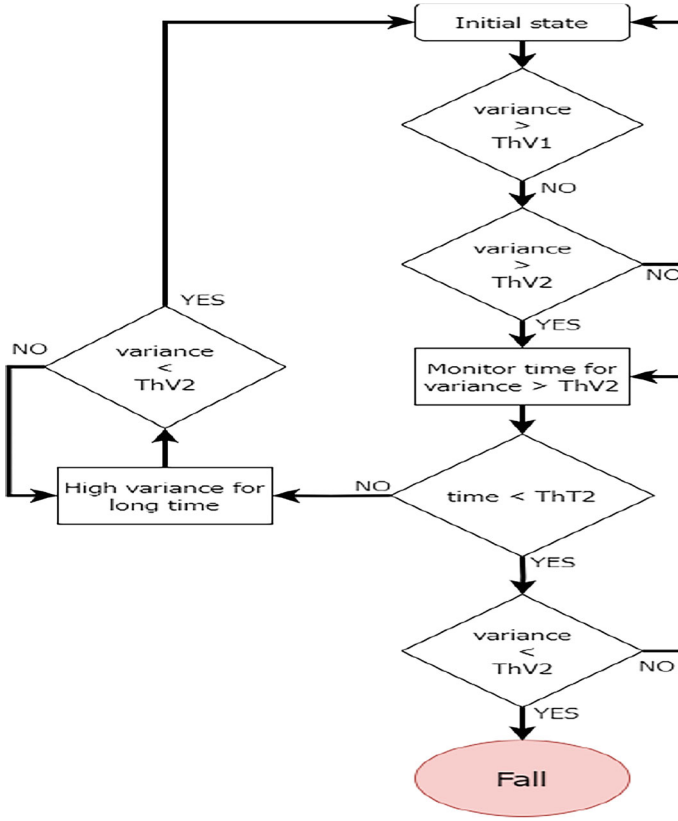 Initial state
variance
>
ThV1
NO
variance
>
ThV2
NO
YES
YES
NO
variance
<
ThV2
Monitor time for
variance > ThV2
High variance for
long time
NO
time < ThT2
YES
variance
<
ThV2
NO
YES
Fall